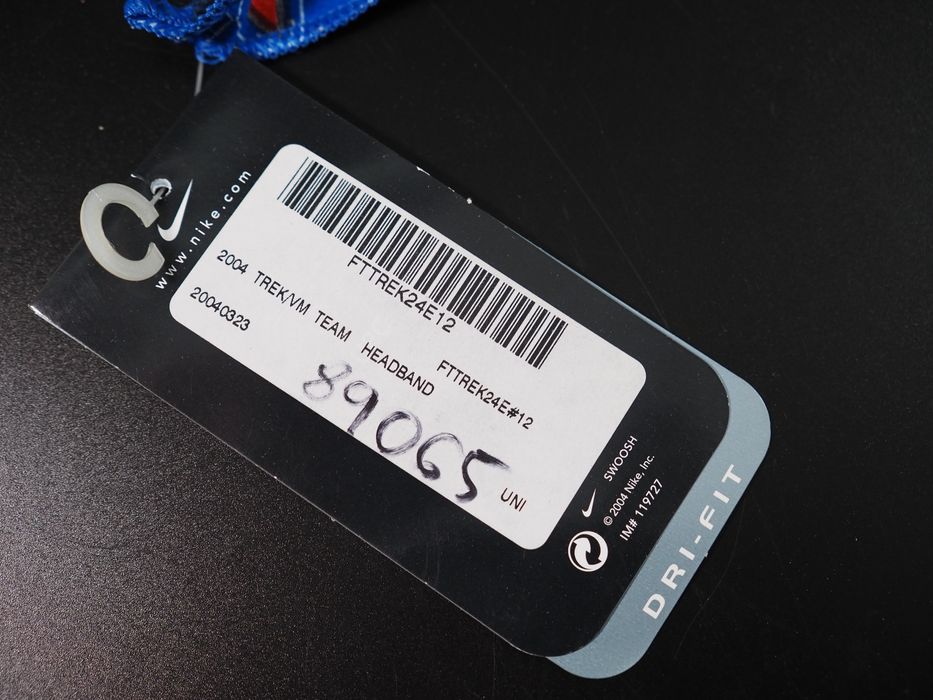 www.nike.com
FTTREK24E12
2004 TREK/VM TEAM HEADBAND
20040323
FTTREK24E#12
89065
UNI
SWOOSH
© 2004 Nike, Inc.
IM# 119727
DRI-FIT